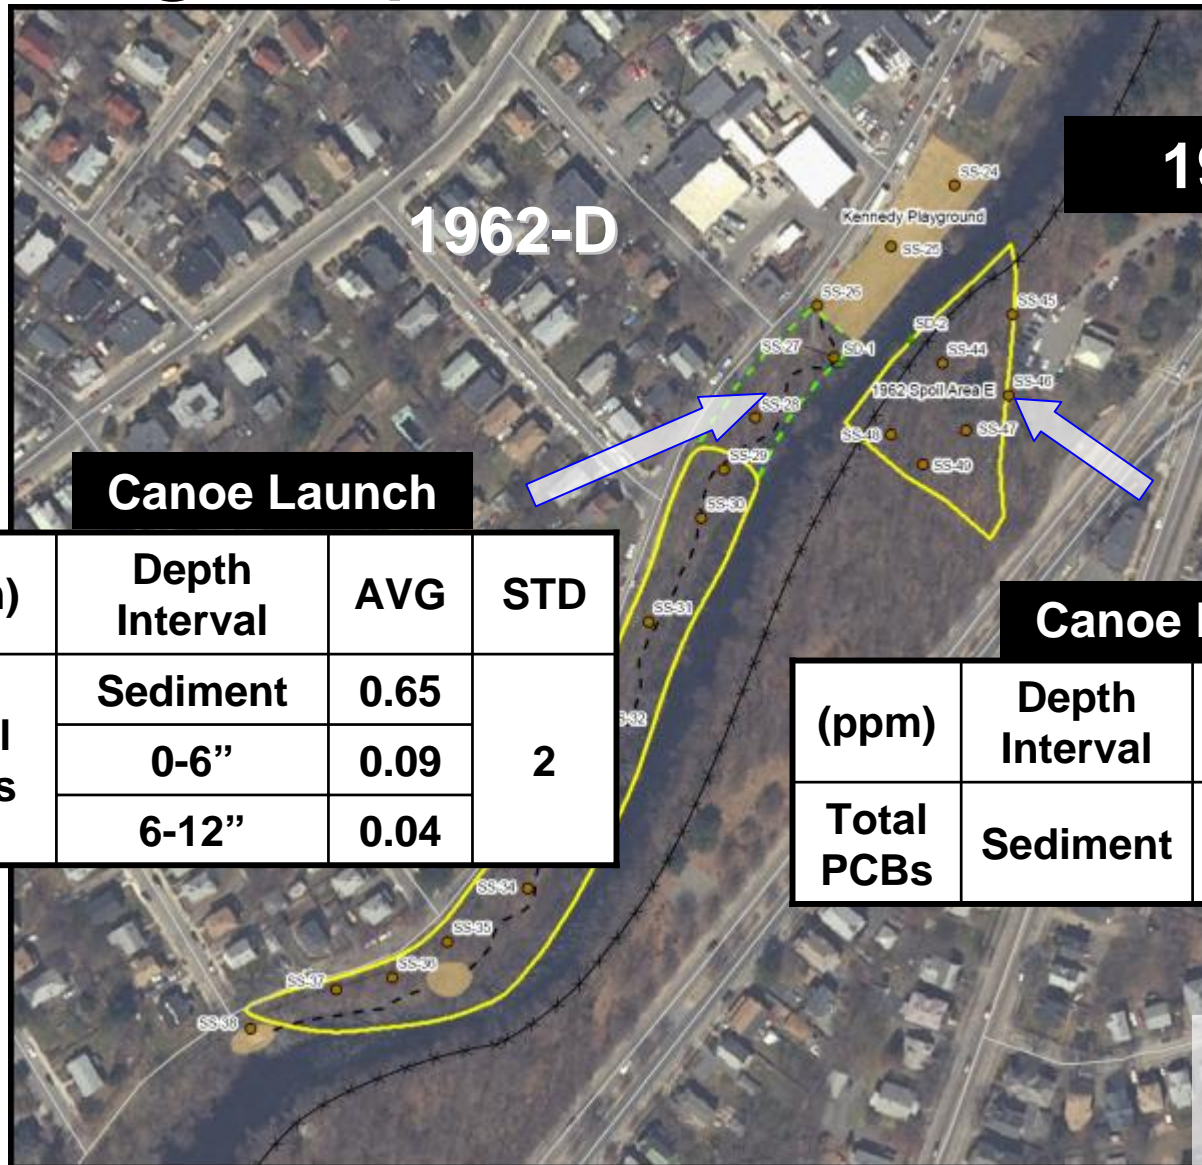 19
1962-D
SS-24
Kennedy Playground
SS-25
SS-26
SS-45
SD-2
SS-27
SD-1
SS-44
SS-46
1962 Spoil Area E
SS-28
SS-48
SS-47
SS-29
SS-49
SS-30
SS-31
SS-34
SS-35
SS-36
SS-37
SS-38
Canoe Launch
Depth
Interval
AVG
STD
Sediment
0.65
0-6”
0.09
2
6-12”
0.04
Canoe
(ppm)
Depth
Interval
Total
PCBs
Sediment